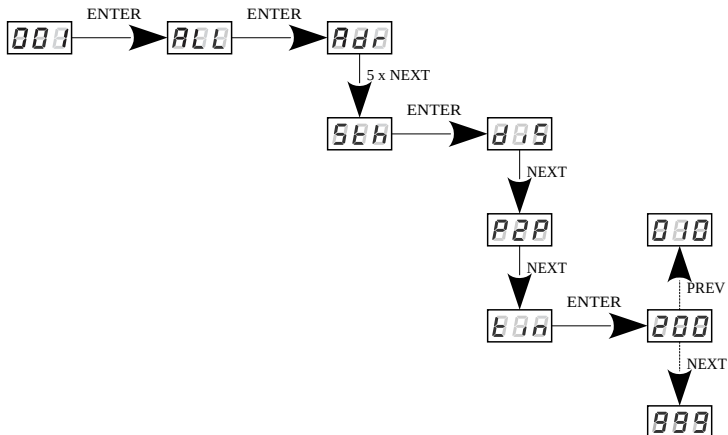 ENTER ENTER
001 ALL Adr
5 x NEXT
ENTER
Sth diS
NEXT
P2P 010
NEXT
PREV
ENTER
tin 200
NEXT
999